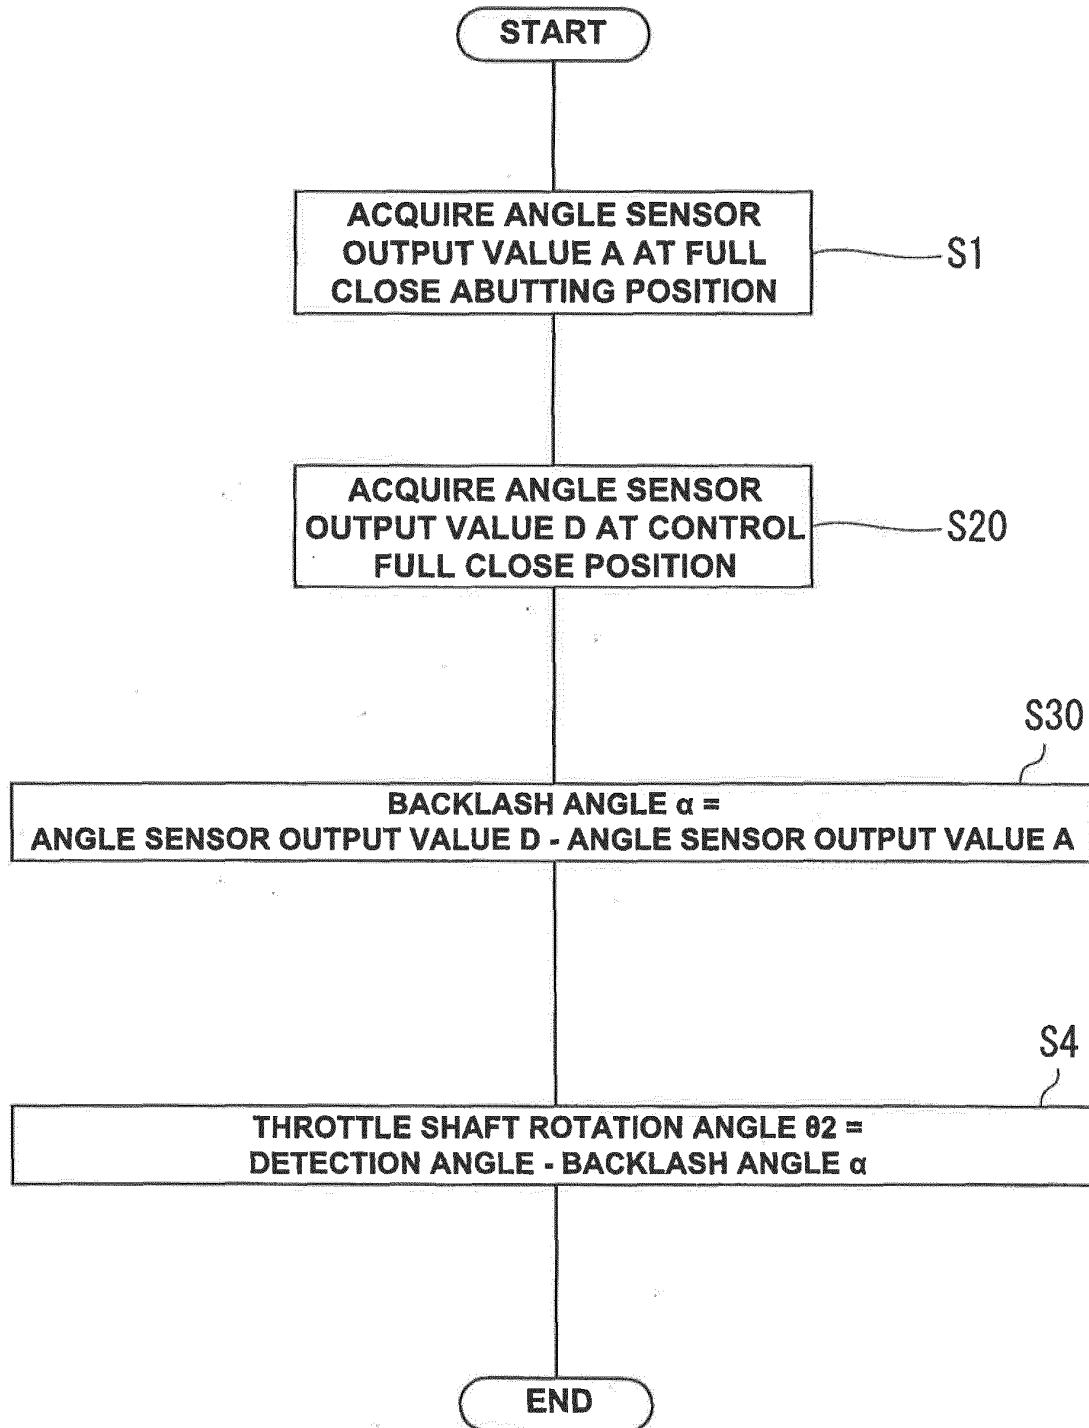 START
ACQUIRE ANGLE SENSOR
OUTPUT VALUE A AT FULL
CLOSE ABUTTING POSITION
S1
ACQUIRE ANGLE SENSOR
OUTPUT VALUE D AT CONTROL
FULL CLOSE POSITION
S20
S30
BACKLASH ANGLE α =
ANGLE SENSOR OUTPUT VALUE D - ANGLE SENSOR OUTPUT VALUE A
S4
THROTTLE SHAFT ROTATION ANGLE θ2 =
DETECTION ANGLE - BACKLASH ANGLE α
END